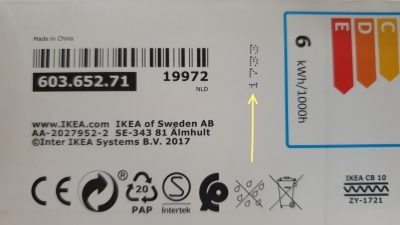 Made in China
603.652.71
19972
NLD
www.IKEA.com IKEA of Sweden AB
AA-2027952-2 SE-343 81 Älmhult
©Inter IKEA Systems B.V. 2017
CE
20
PAP
S
Intertek
IKEA CB 10
ZY-1721
6
kWh/1000h
E
D
C